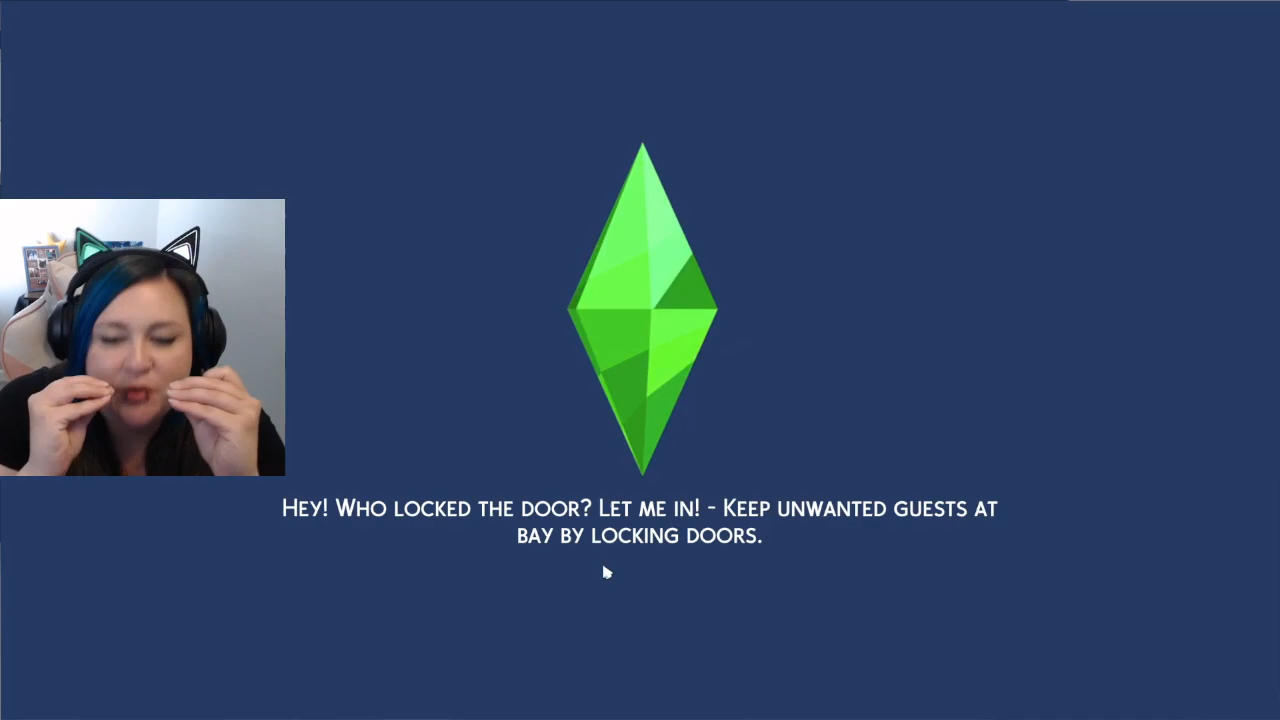 Hey! Who locked the door? Let me in! - Keep unwanted guests at
bay by locking doors.